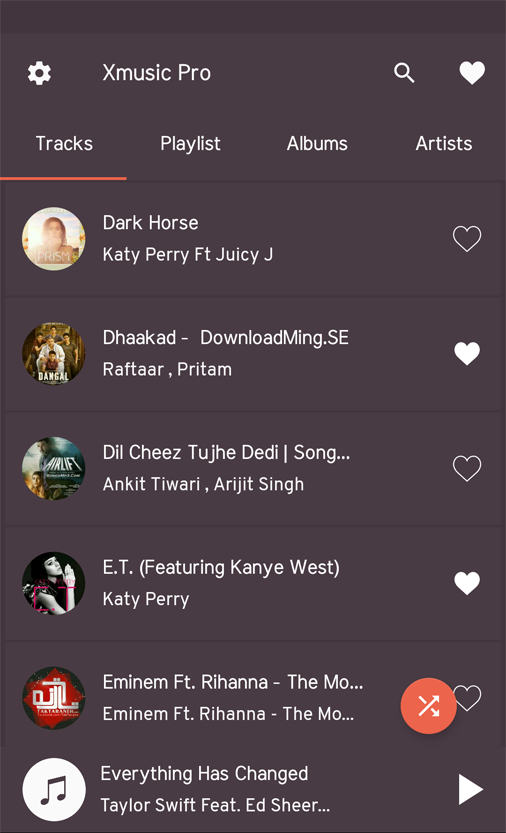 Xmusic Pro
Tracks Playlist Albums Artists
PRISM
Dark Horse
Katy Perry Ft Juicy J
DANGAL
Dhaakad - DownloadMing.SE
Raftaar , Pritam
AIRLIFT
Dil Cheez Tujhe Dedi | Song...
Ankit Tiwari , Arijit Singh
E.T. (Featuring Kanye West)
Katy Perry
TAKTARANEH
Eminem Ft. Rihanna - The Mo...
Eminem Ft. Rihanna - The Mo...
Everything Has Changed
Taylor Swift Feat. Ed Sheer...